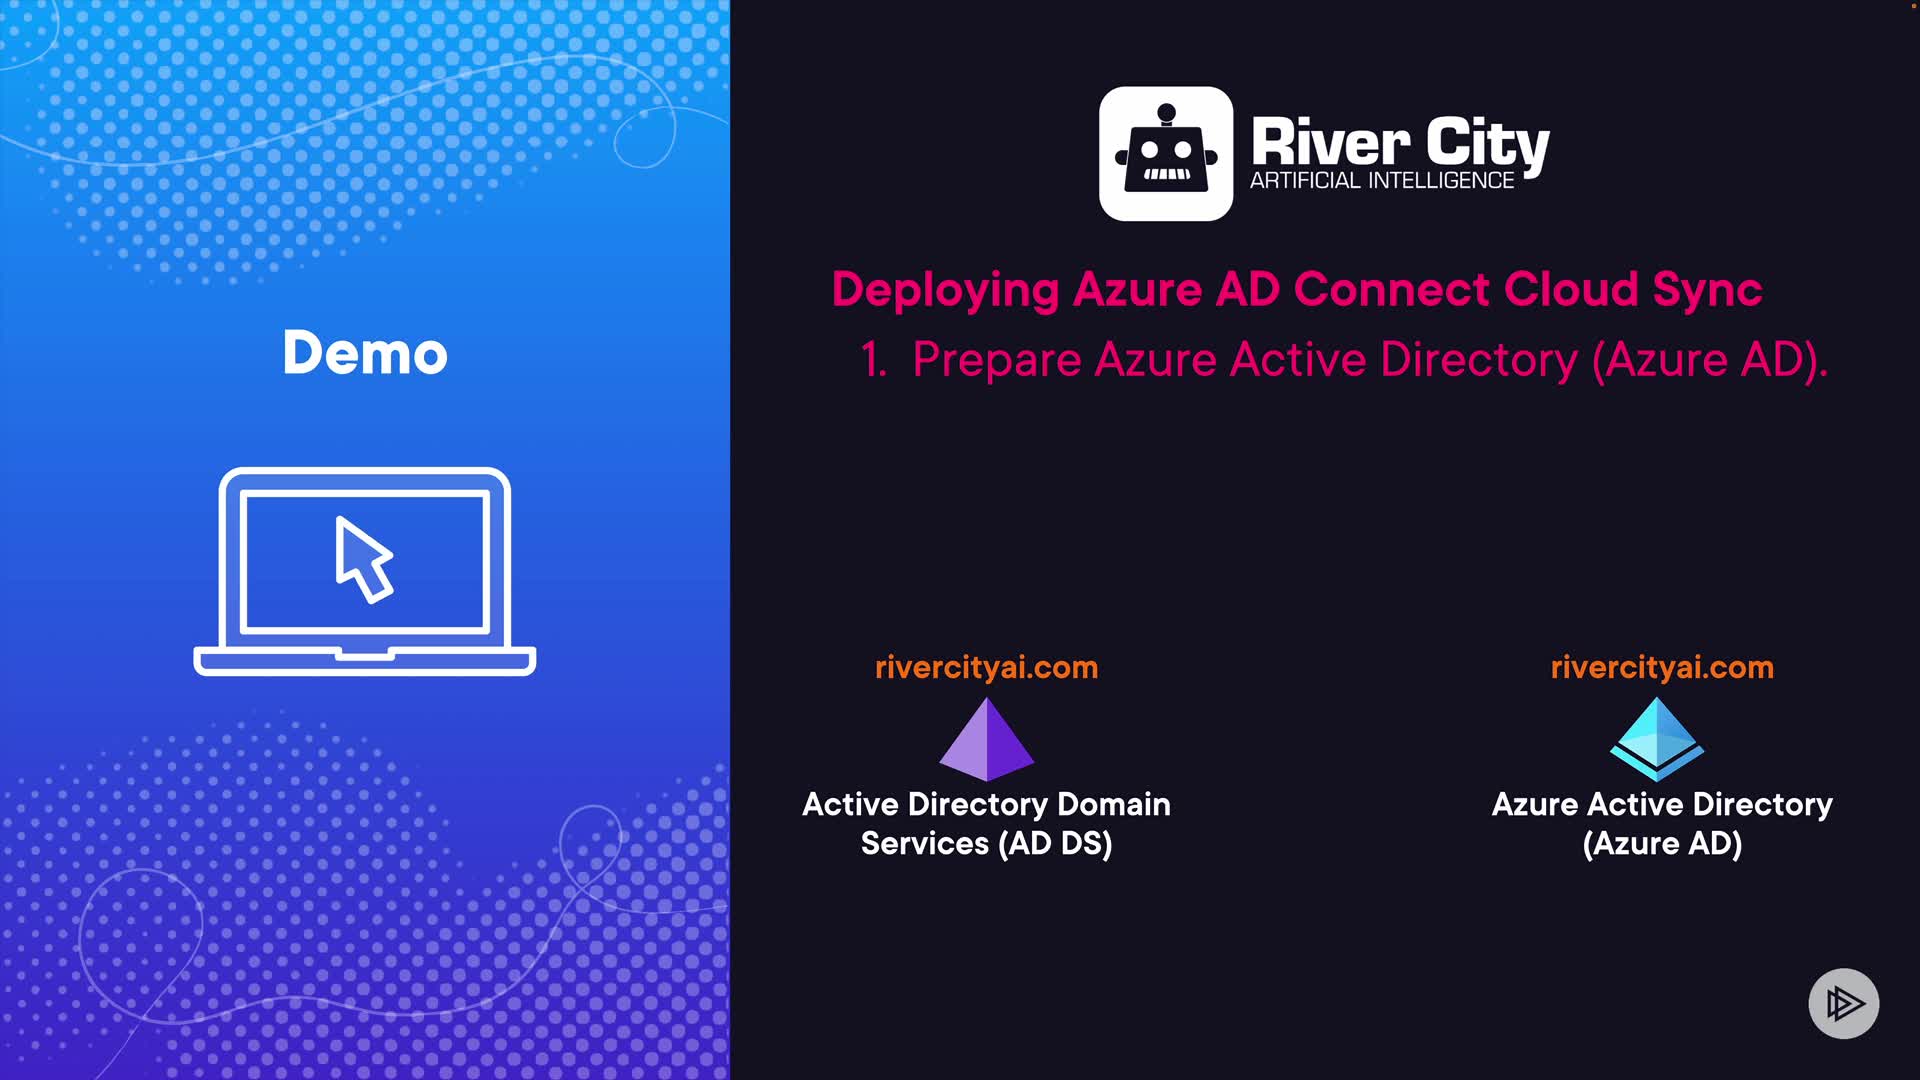 Demo
River City
ARTIFICIAL INTELLIGENCE
Deploying Azure AD Connect Cloud Sync
1. Prepare Azure Active Directory (Azure AD).
rivercityai.com
Active Directory Domain
Services (AD DS)
rivercityai.com
Azure Active Directory
(Azure AD)